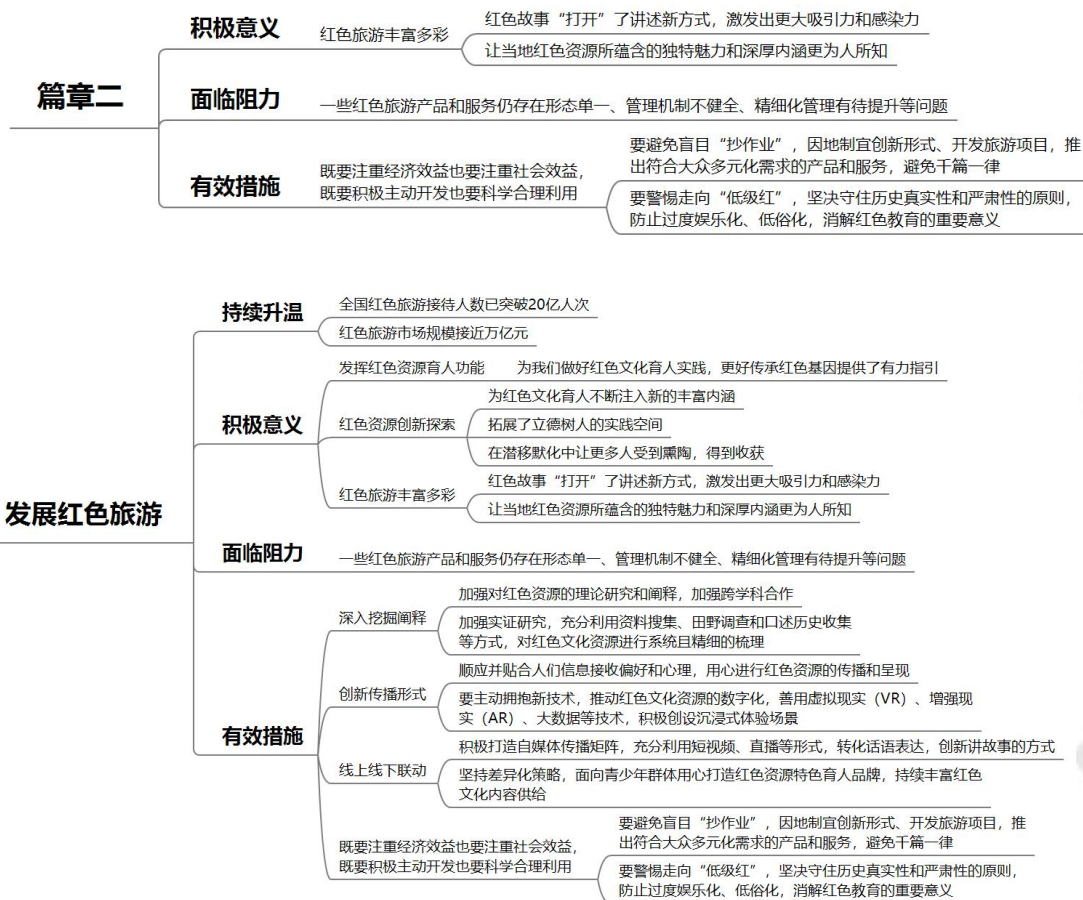 篇章二
积极意义
红色旅游丰富多彩
红色故事“打开”了讲述新方式，激发出更大吸引力和感染力
让当地红色资源所蕴含的独特魅力和深厚内涵更为人所知
面临阻力
一些红色旅游产品和服务仍存在形态单一、管理机制不健全、精细化管理有待提升等问题
有效措施
既要注重经济效益也要注重社会效益，
既要积极主动开发也要科学合理利用
要避免盲目“抄作业”，因地制宜创新形式、开发旅游项目，推
出符合大众多元化需求的产品和服务，避免千篇一律
要警惕走向“低级红”，坚决守住历史真实性和严肃性的原则，
防止过度娱乐化、低俗化，消解红色教育的重要意义
发展红色旅游
持续升温
全国红色旅游接待人数已突破20亿人次
红色旅游市场规模接近万亿元
积极意义
发挥红色资源育人功能
为我们做好红色文化育人实践，更好传承红色基因提供了有力指引
红色资源创新探索
为红色文化育人不断注入新的丰富内涵
拓展了立德树人的实践空间
在潜移默化中让更多人受到熏陶，得到收获
红色旅游丰富多彩
红色故事“打开”了讲述新方式，激发出更大吸引力和感染力
让当地红色资源所蕴含的独特魅力和深厚内涵更为人所知
面临阻力
一些红色旅游产品和服务仍存在形态单一、管理机制不健全、精细化管理有待提升等问题
有效措施
深入挖掘阐释
加强对红色资源的理论研究和阐释，加强跨学科合作
加强实证研究，充分利用资料搜集、田野调查和口述历史收集
等方式，对红色文化资源进行系统且精细的梳理
创新传播形式
顺应并贴合人们信息接收偏好和心理，用心进行红色资源的传播和呈现
要主动拥抱新技术，推动红色文化资源的数字化，善用虚拟现实（VR）、增强现
实（AR）、大数据等技术，积极创设沉浸式体验场景
线上线下联动
积极打造自媒体传播矩阵，充分利用短视频、直播等形式，转化话语表达，创新讲故事的方式
坚持差异化策略，面向青少年群体用心打造红色资源特色育人品牌，持续丰富红色
文化内容供给
既要注重经济效益也要注重社会效益，
既要积极主动开发也要科学合理利用
要避免盲目“抄作业”，因地制宜创新形式、开发旅游项目，推
出符合大众多元化需求的产品和服务，避免千篇一律
要警惕走向“低级红”，坚决守住历史真实性和严肃性的原则，
防止过度娱乐化、低俗化，消解红色教育的重要意义